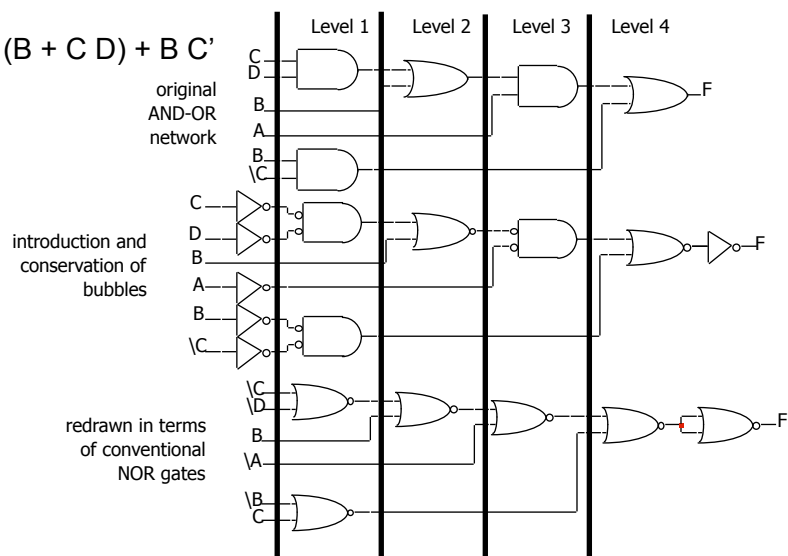 Level 1 Level 2 Level 3 Level 4
(B + C D) + B C’
original
AND-OR
network
C
D
B
A
B
\C
F
introduction and
conservation of
bubbles
C
D
B
A
B
\C
F
redrawn in terms
of conventional
NOR gates
\C
\D
B
\A
\B
C
F